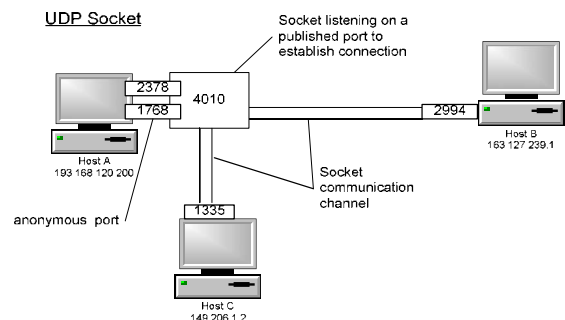 UDP Socket
Socket listening on a
published port to
establish connection
2378
4010
1768
2994
Host A
193 168 120 200
Host B
163 127 239.1
Socket
communication
channel
anonymous port
1335
Host C
149 206 1 2